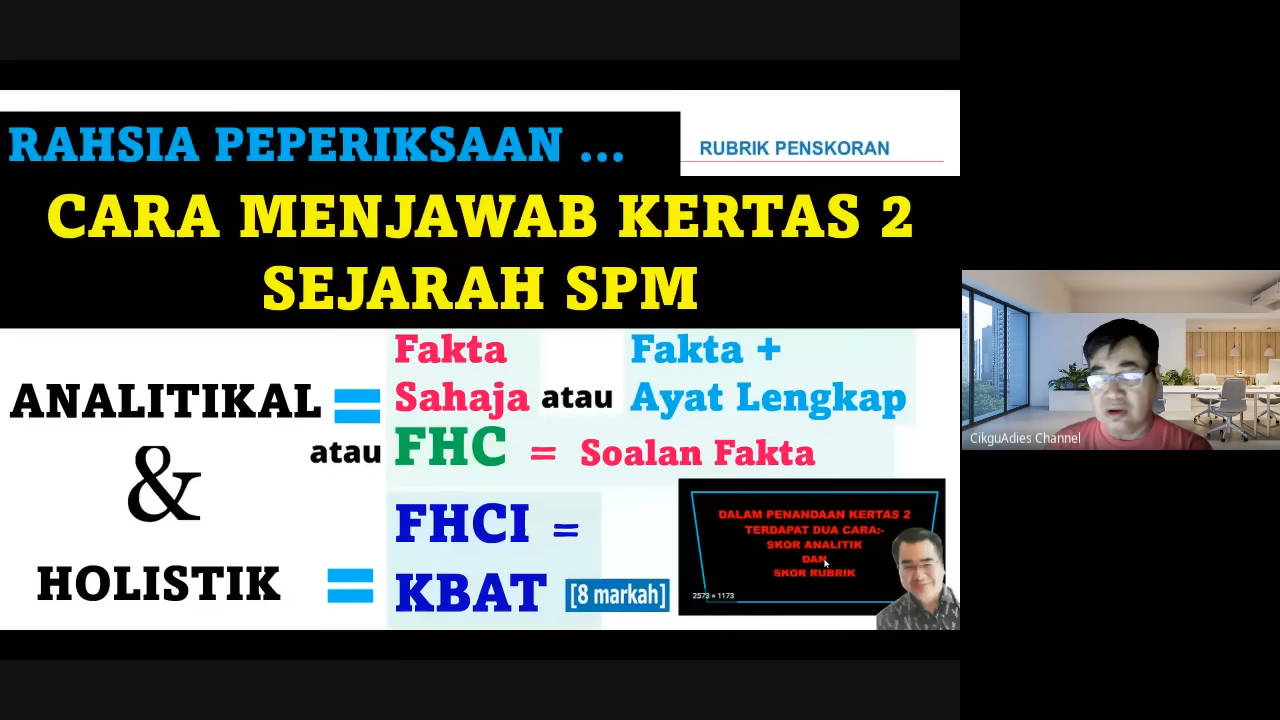 RAHSIA PEPERIKSAAN ...
RUBRIK PENSKORAN
CARA MENJAWAB KERTAS 2
SEJARAH SPM
ANALITIKAL = Fakta Sahaja atau Fakta + Ayat Lengkap
atau FHC = Soalan Fakta
&
HOLISTIK = FHCI = KBAT [8 markah]
DALAM PENANDAAN KERTAS 2
TERDAPAT DUA CARA:-
SKOR ANALITIK
DAN
SKOR RUBRIK
2573 × 1173
CikguAdies Channel